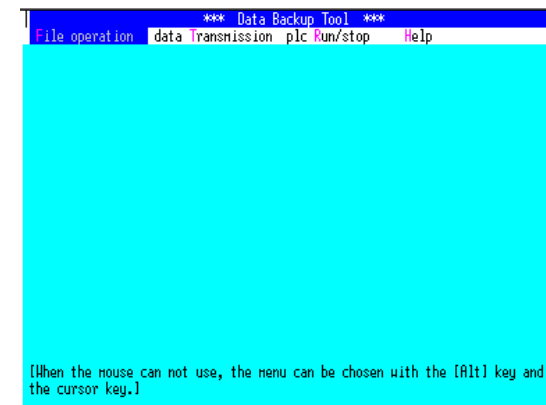 *** Data Backup Tool ***
File operation data Transmission plc Run/stop Help
[When the mouse can not use, the menu can be chosen with the [Alt] key and
the cursor key.]